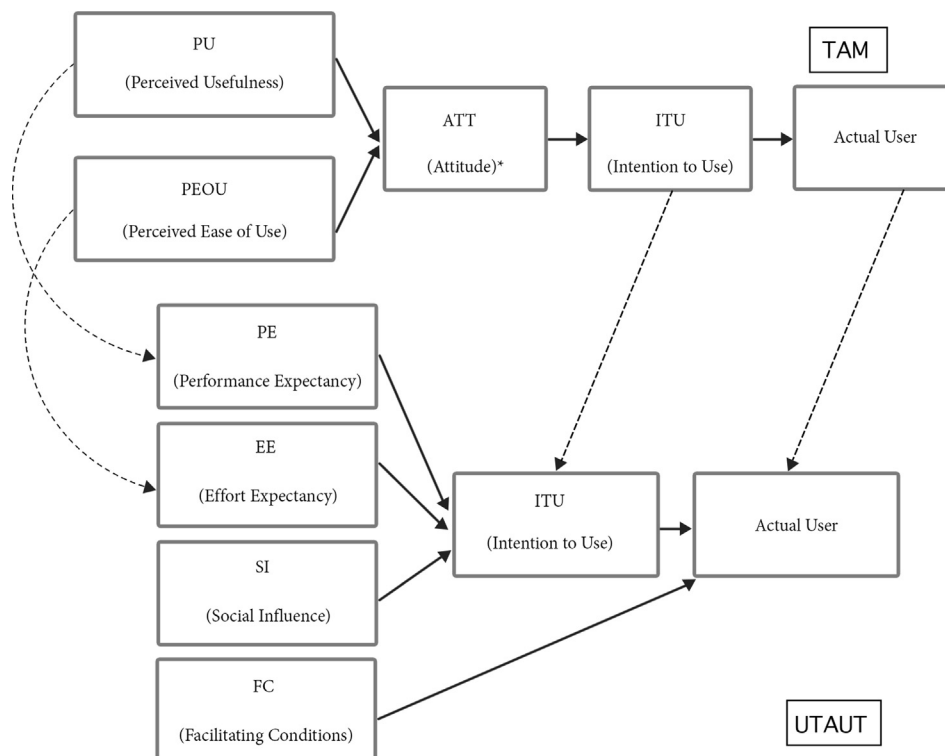 PU
(Perceived Usefulness)
TAM
ATT
(Attitude)*
ITU
(Intention to Use)
Actual User
PEOU
(Perceived Ease of Use)
PE
(Performance Expectancy)
EE
(Effort Expectancy)
ITU
(Intention to Use)
Actual User
SI
(Social Influence)
FC
(Facilitating Conditions)
UTAUT